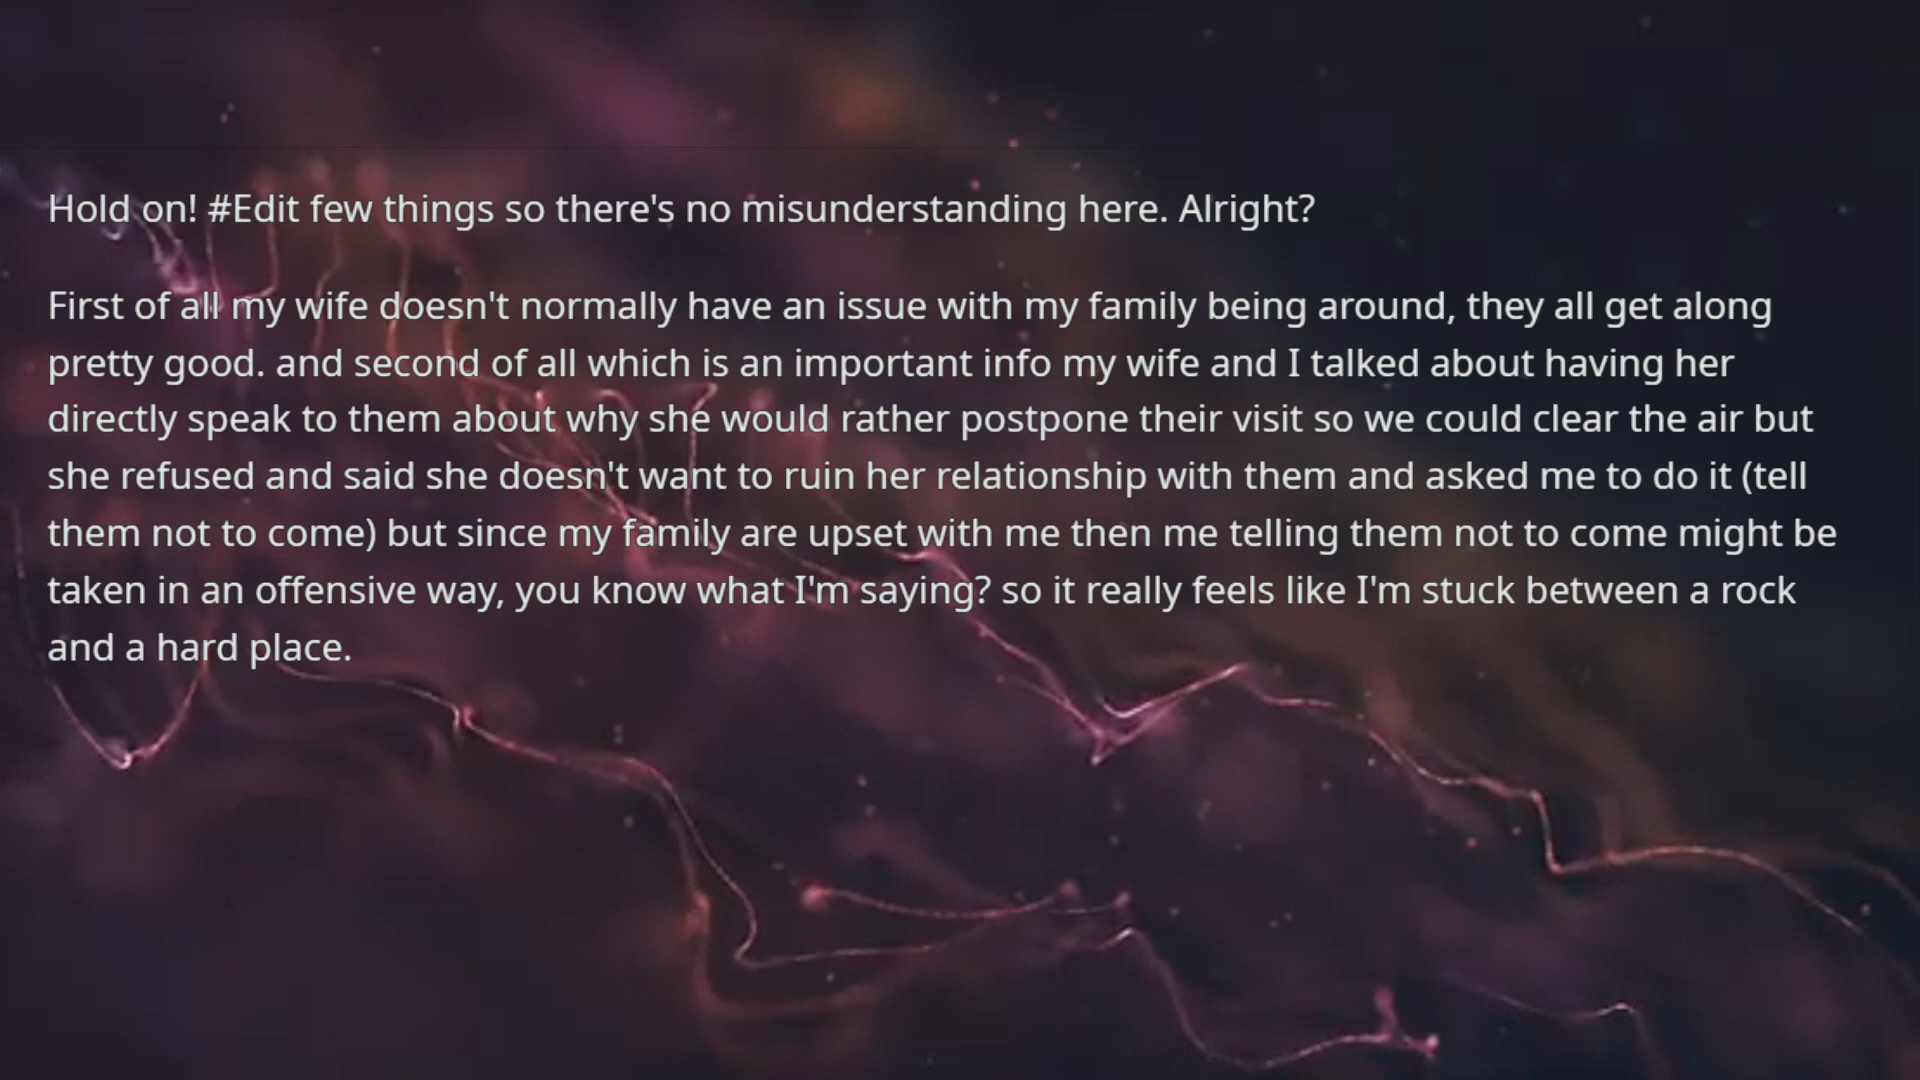 Hold on! #Edit few things so there's no misunderstanding here. Alright?
First of all my wife doesn't normally have an issue with my family being around, they all get along
pretty good. and second of all which is an important info my wife and I talked about having her
directly speak to them about why she would rather postpone their visit so we could clear the air but
she refused and said she doesn't want to ruin her relationship with them and asked me to do it (tell
them not to come) but since my family are upset with me then me telling them not to come might be
taken in an offensive way, you know what I'm saying? so it really feels like I'm stuck between a rock
and a hard place.